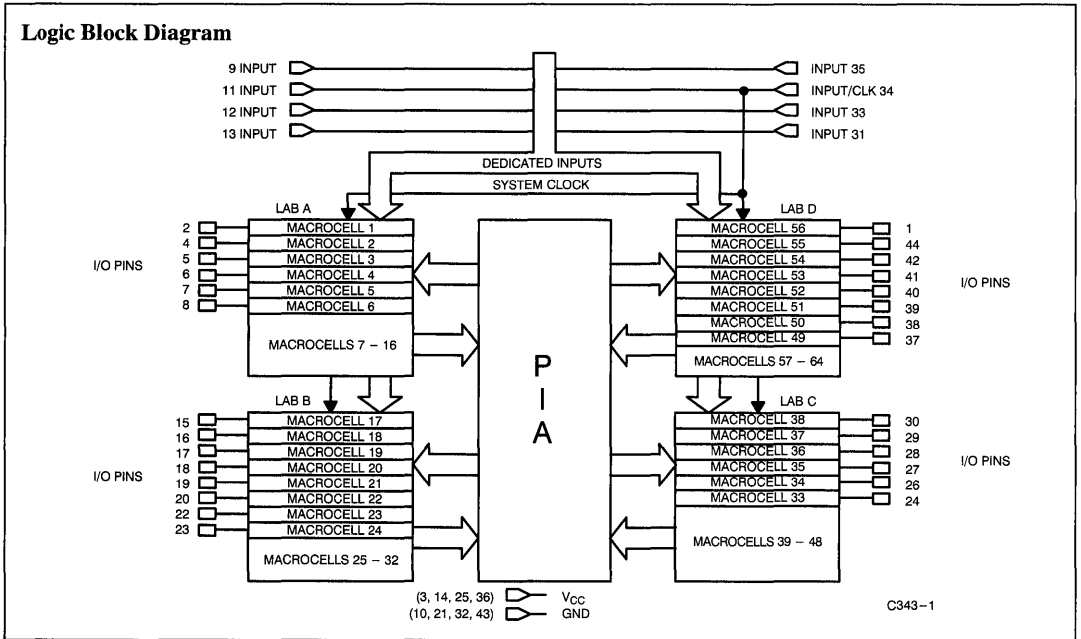 Logic Block Diagram
9 INPUT
11 INPUT
12 INPUT
13 INPUT
INPUT 35
INPUT/CLK 34
INPUT 33
INPUT 31
DEDICATED INPUTS
SYSTEM CLOCK
LAB A
2
4
5
6
7
8
I/O PINS
MACROCELL 1
MACROCELL 2
MACROCELL 3
MACROCELL 4
MACROCELL 5
MACROCELL 6
MACROCELLS 7 – 16
LAB B
15
16
17
18
19
20
22
23
I/O PINS
MACROCELL 17
MACROCELL 18
MACROCELL 19
MACROCELL 20
MACROCELL 21
MACROCELL 22
MACROCELL 23
MACROCELL 24
MACROCELLS 25 – 32
P
I
A
LAB D
MACROCELL 56
MACROCELL 55
MACROCELL 54
MACROCELL 53
MACROCELL 52
MACROCELL 51
MACROCELL 50
MACROCELL 49
MACROCELLS 57 – 64
1
44
42
41
40
39
38
37
I/O PINS
LAB C
MACROCELL 38
MACROCELL 37
MACROCELL 36
MACROCELL 35
MACROCELL 34
MACROCELL 33
MACROCELLS 39 – 48
30
29
28
27
26
24
I/O PINS
(3, 14, 25, 36) VCC
(10, 21, 32, 43) GND
C343–1